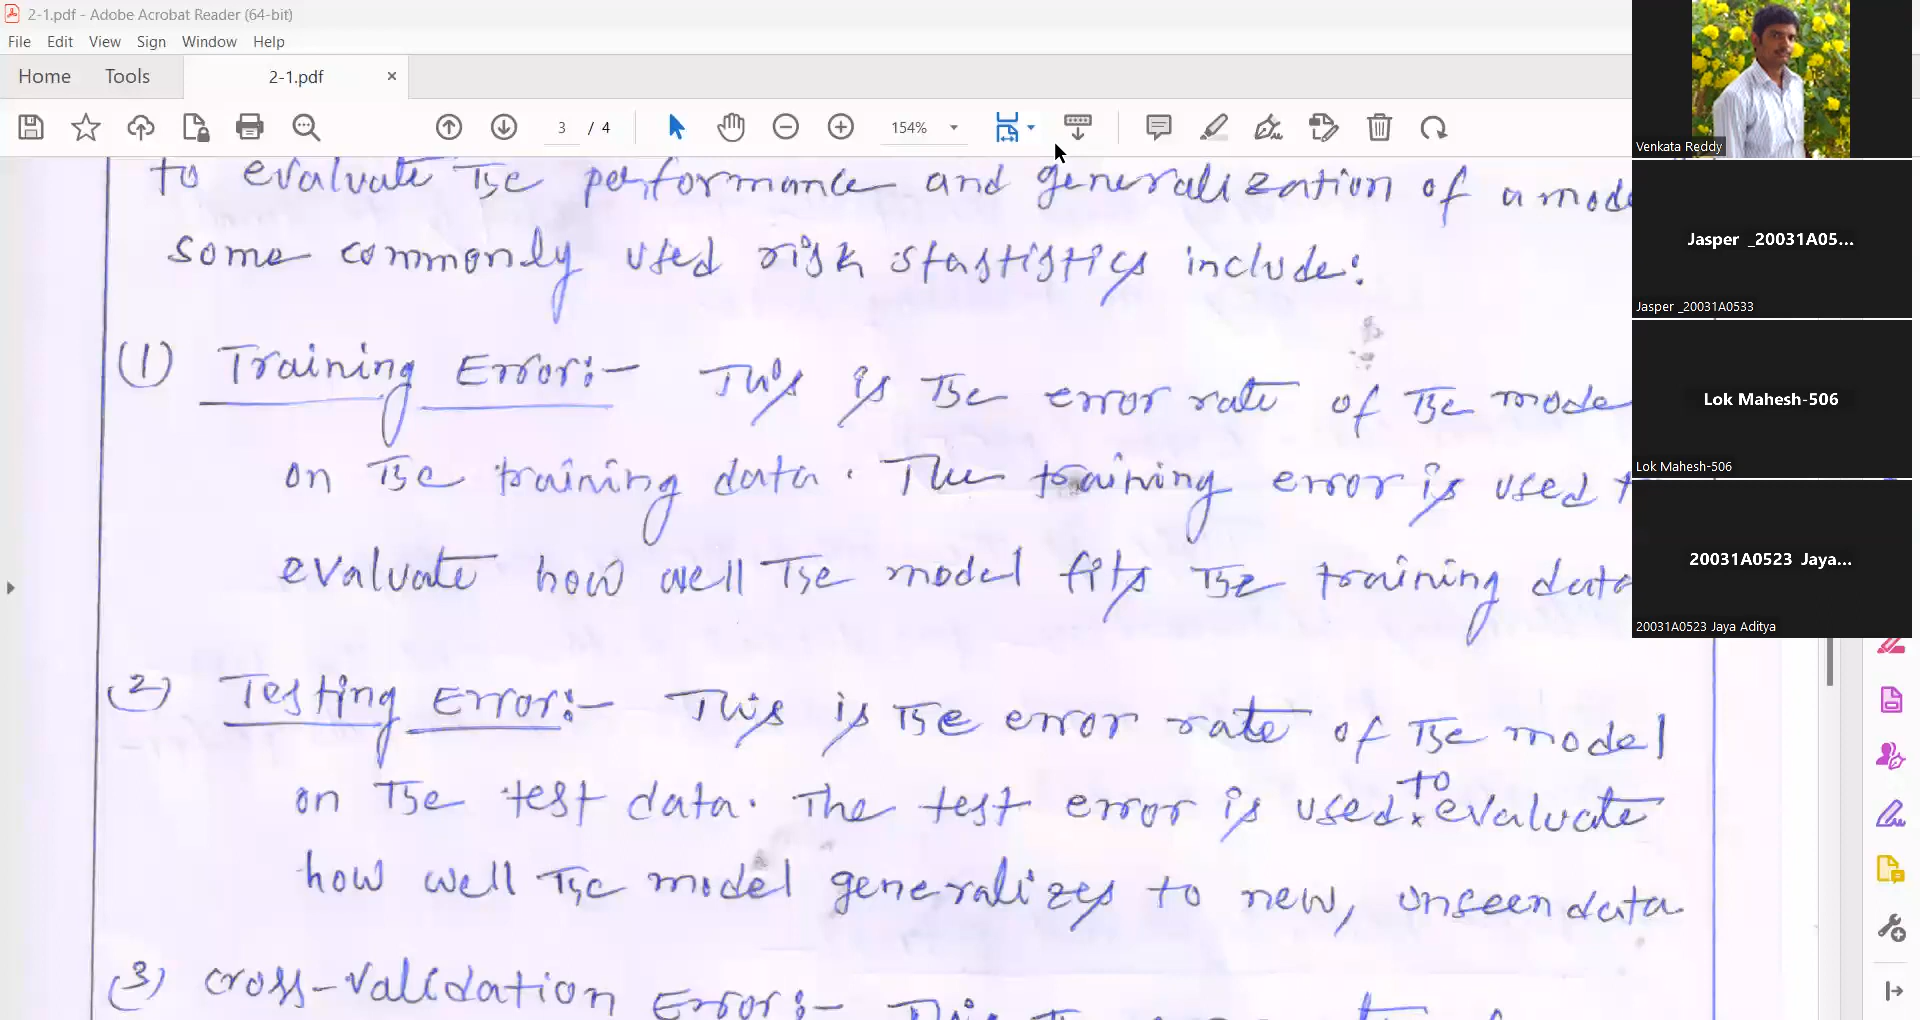 2-1.pdf - Adobe Acrobat Reader (64-bit)
File Edit View Sign Window Help
Home Tools 2-1.pdf ×
3 / 4 154%
to evaluate The performance and generalization of a mode
some commonly used risk stastistics include:
(1) Training Error:- This is The error rate of The mode
on The training data. The training error is used t
evaluate how well The model fits The training data
(2) Testing Error:- This is The error rate of The model
on The test data. The test error is used to evaluate
how well The model generalizes to new, unseen data
(3) cross-validation Error:- This
Venkata Reddy
Jasper _20031A05...
Jasper _20031A0533
Lok Mahesh-506
Lok Mahesh-506
20031A0523 Jaya...
20031A0523 Jaya Aditya